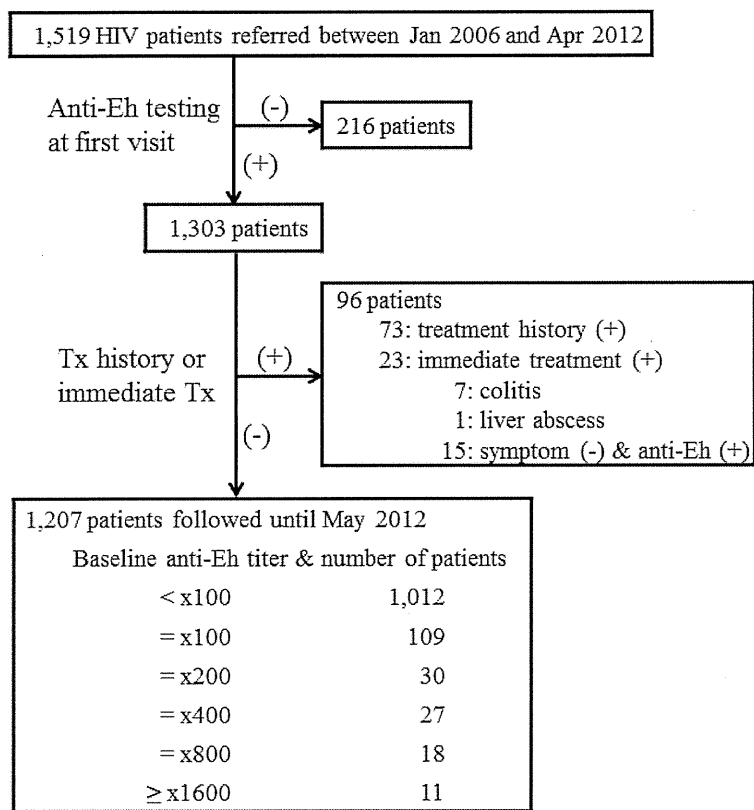 1,519 HIV patients referred between Jan 2006 and Apr 2012
Anti-Eh testing
at first visit
(-)
216 patients
(+)
1,303 patients
Tx history or
immediate Tx
(+)
96 patients
73: treatment history (+)
23: immediate treatment (+)
7: colitis
1: liver abscess
15: symptom (-) & anti-Eh (+)
(-)
1,207 patients followed until May 2012
Baseline anti-Eh titer & number of patients
< x100 1,012
= x100 109
= x200 30
= x400 27
= x800 18
≥ x1600 11